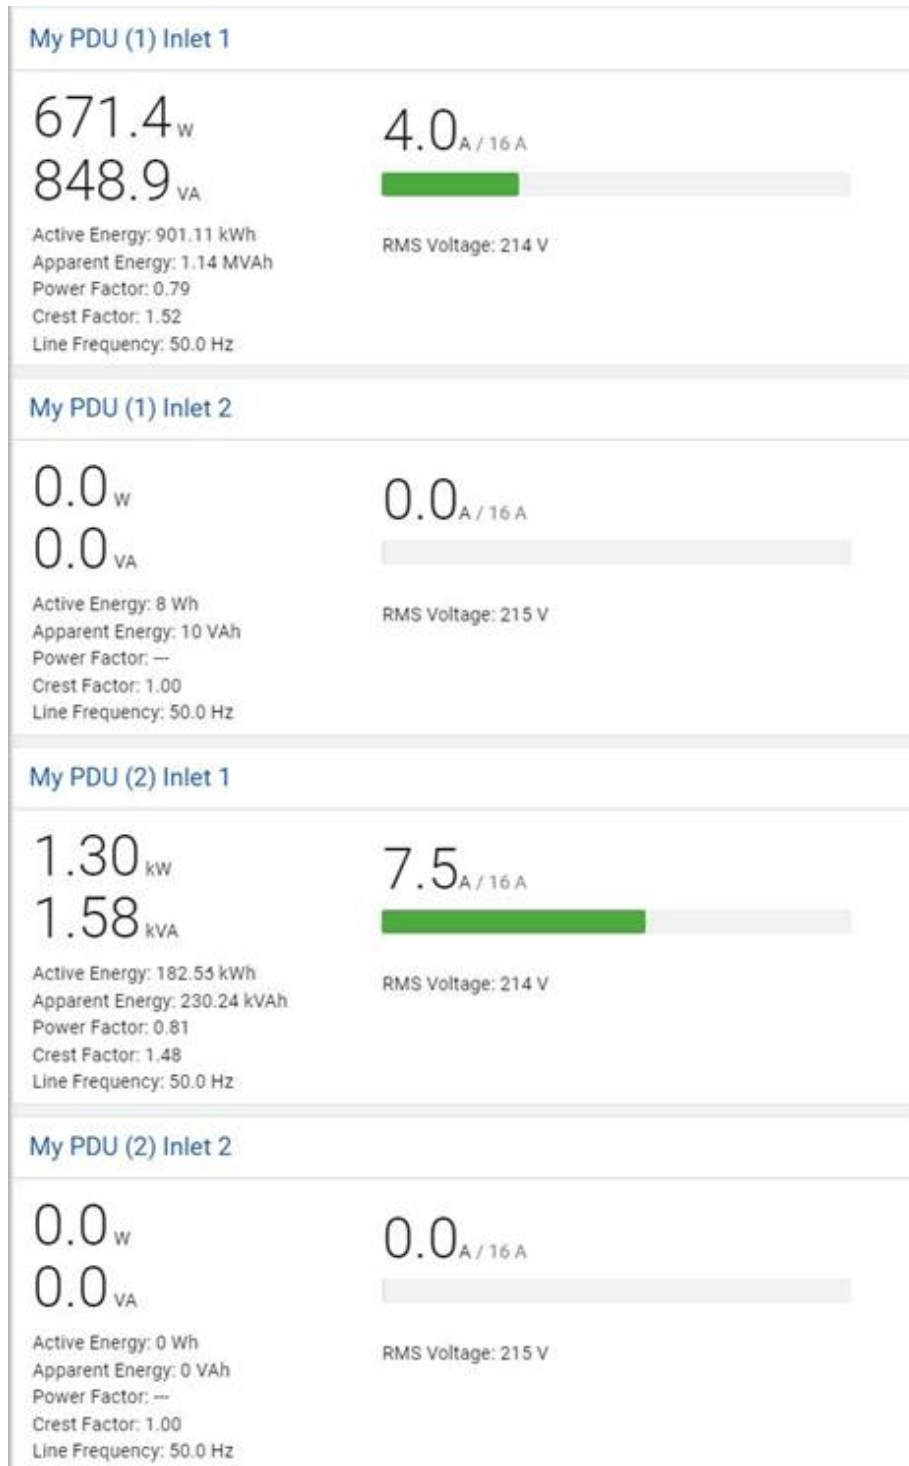 My PDU (1) Inlet 1
671.4 W
848.9 VA
Active Energy: 901.11 kWh
Apparent Energy: 1.14 MVAh
Power Factor: 0.79
Crest Factor: 1.52
Line Frequency: 50.0 Hz
4.0 A / 16 A
RMS Voltage: 214 V
My PDU (1) Inlet 2
0.0 W
0.0 VA
Active Energy: 8 Wh
Apparent Energy: 10 VAh
Power Factor: ---
Crest Factor: 1.00
Line Frequency: 50.0 Hz
0.0 A / 16 A
RMS Voltage: 215 V
My PDU (2) Inlet 1
1.30 kW
1.58 kVA
Active Energy: 182.55 kWh
Apparent Energy: 230.24 kVAh
Power Factor: 0.81
Crest Factor: 1.48
Line Frequency: 50.0 Hz
7.5 A / 16 A
RMS Voltage: 214 V
My PDU (2) Inlet 2
0.0 W
0.0 VA
Active Energy: 0 Wh
Apparent Energy: 0 VAh
Power Factor: ---
Crest Factor: 1.00
Line Frequency: 50.0 Hz
0.0 A / 16 A
RMS Voltage: 215 V